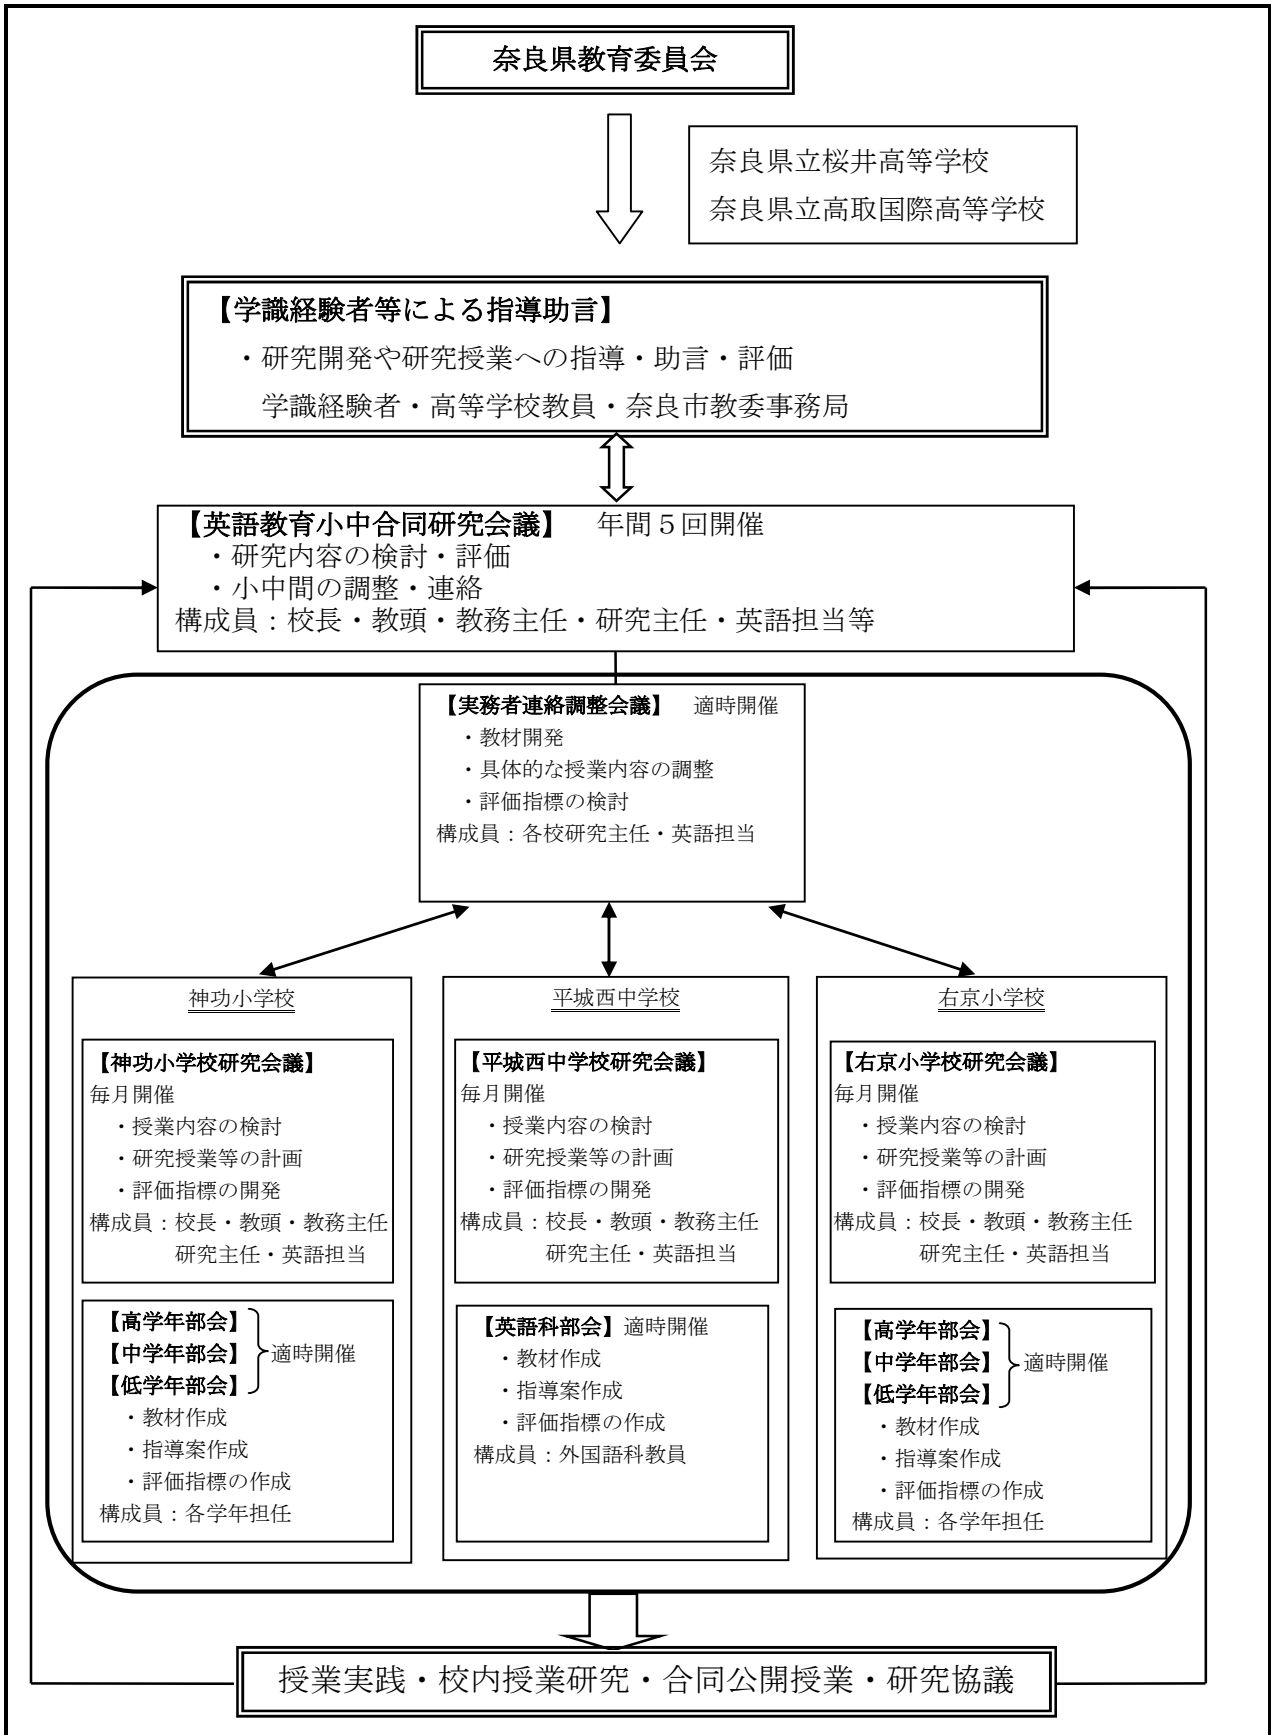 奈良県教育委員会
奈良県立桜井高等学校
奈良県立高取国際高等学校
【学識経験者等による指導助言】
・研究開発や研究授業への指導・助言・評価
学識経験者・高等学校教員・奈良市教委事務局
【英語教育小中合同研究会議】　年間５回開催
・研究内容の検討・評価
・小中間の調整・連絡
構成員：校長・教頭・教務主任・研究主任・英語担当等
【実務者連絡調整会議】　適時開催
・教材開発
・具体的な授業内容の調整
・評価指標の検討
構成員：各校研究主任・英語担当
神功小学校
【神功小学校研究会議】
毎月開催
・授業内容の検討
・研究授業等の計画
・評価指標の開発
構成員：校長・教頭・教務主任
研究主任・英語担当
【高学年部会】
【中学年部会】適時開催
【低学年部会】
・教材作成
・指導案作成
・評価指標の作成
構成員：各学年担任
平城西中学校
【平城西中学校研究会議】
毎月開催
・授業内容の検討
・研究授業等の計画
・評価指標の開発
構成員：校長・教頭・教務主任
研究主任・英語担当
【英語科部会】適時開催
・教材作成
・指導案作成
・評価指標の作成
構成員：外国語科教員
右京小学校
【右京小学校研究会議】
毎月開催
・授業内容の検討
・研究授業等の計画
・評価指標の開発
構成員：校長・教頭・教務主任
研究主任・英語担当
【高学年部会】
【中学年部会】適時開催
【低学年部会】
・教材作成
・指導案作成
・評価指標の作成
構成員：各学年担任
授業実践・校内授業研究・合同公開授業・研究協議